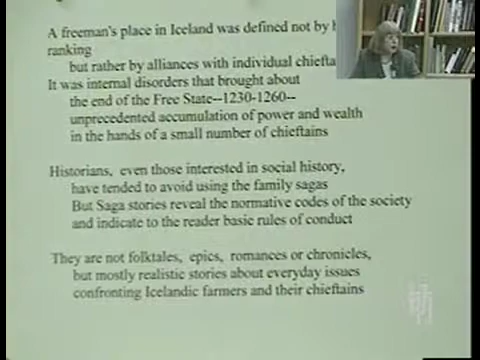 A freeman's place in Iceland was defined not by
ranking
but rather by alliances with individual
It was internal disorders that brought about
the end of the Free State--1230-1260--
unprecedented accumulation of power and wealth
in the hands of a small number of chieftains
Historians, even those interested in social history,
have tended to avoid using the family sagas
But Saga stories reveal the normative codes of the society
and indicate to the reader basic rules of conduct
They are not folktales, epics, romances or chronicles,
but mostly realistic stories about everyday issues
confronting Icelandic farmers and their chieftains